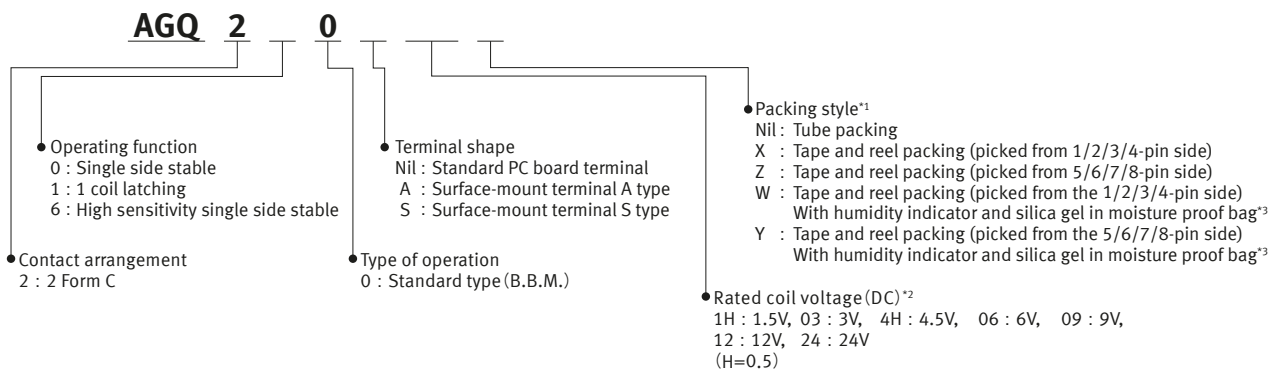 AGQ 2 0
Operating function
0 : Single side stable
1 : 1 coil latching
6 : High sensitivity single side stable
Contact arrangement
2 : 2 Form C
Terminal shape
Nil : Standard PC board terminal
A : Surface-mount terminal A type
S : Surface-mount terminal S type
Type of operation
0 : Standard type (B.B.M.)
Packing style*1
Nil : Tube packing
X : Tape and reel packing (picked from 1/2/3/4-pin side)
Z : Tape and reel packing (picked from 5/6/7/8-pin side)
W : Tape and reel packing (picked from the 1/2/3/4-pin side)
With humidity indicator and silica gel in moisture proof bag*3
Y : Tape and reel packing (picked from the 5/6/7/8-pin side)
With humidity indicator and silica gel in moisture proof bag*3
Rated coil voltage (DC)*2
1H : 1.5V, 03 : 3V, 4H : 4.5V, 06 : 6V, 09 : 9V,
12 : 12V, 24 : 24V
(H=0.5)